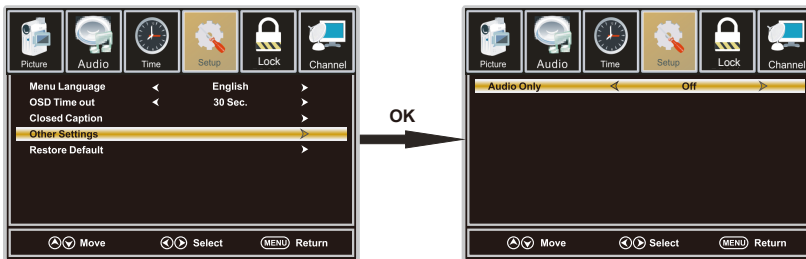 Picture Audio Time Setup Lock Channel
Menu Language English
OSD Time out 30 Sec.
Closed Caption
Other Settings
Restore Default
Move Select MENU Return
OK
Picture Audio Time Setup Lock Channel
Audio Only Off
Move Select MENU Return